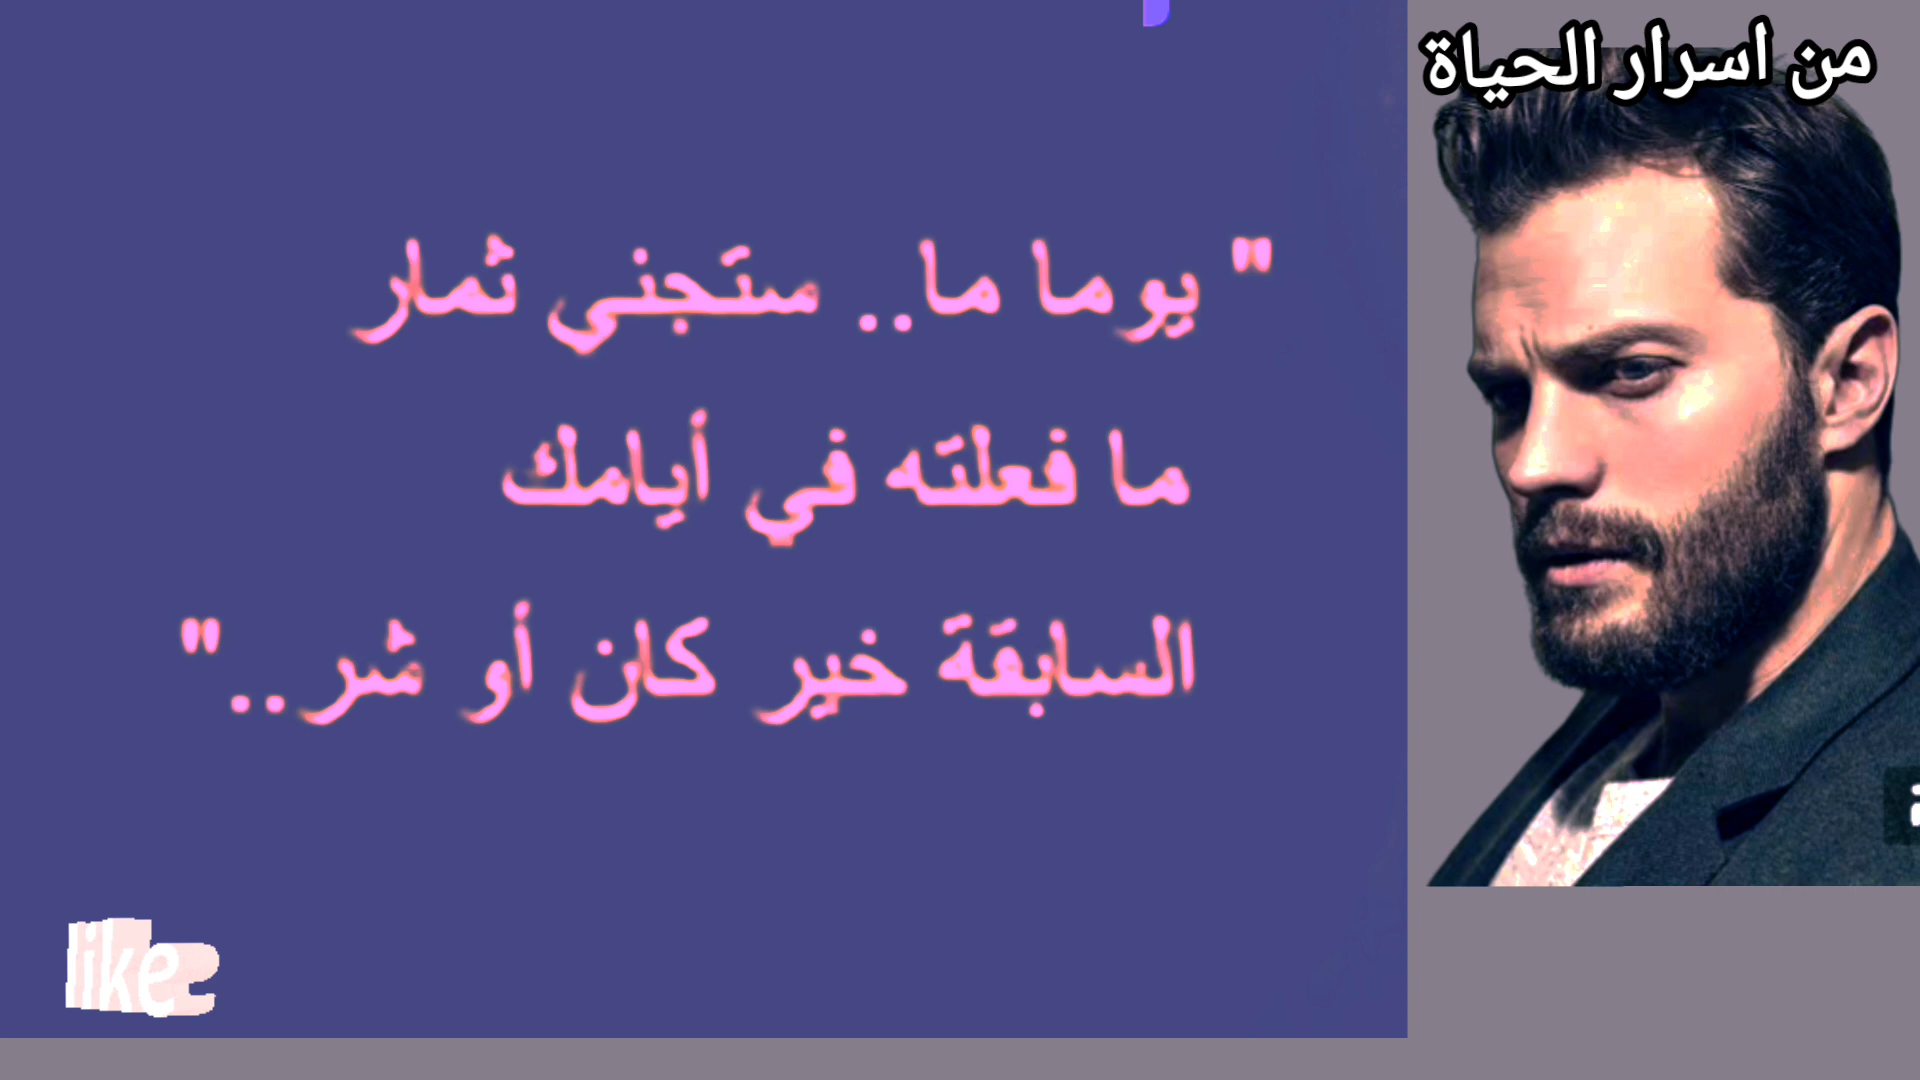 من اسرار الحياة
" يوما ما.. ستجني ثمار
ما فعلته في أيامك
السابقة خير كان أو شر.."
like